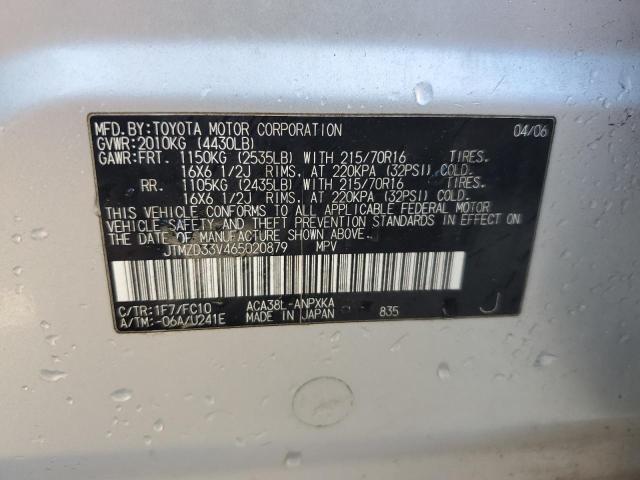 MFD.BY:TOYOTA MOTOR CORPORATION 04/06
GVWR:2010KG (4430LB)
GAWR:FRT. 1150KG (2535LB) WITH 215/70R16 TIRES.
16X6 1/2J RIMS. AT 220KPA (32PSI) COLD.
RR. 1105KG (2435LB) WITH 215/70R16 TIRES.
16X6 1/2J RIMS. AT 220KPA (32PSI) COLD.
THIS VEHICLE CONFORMS TO ALL APPLICABLE FEDERAL MOTOR
VEHICLE SAFETY AND THEFT PREVENTION STANDARDS IN EFFECT ON
THE DATE OF MANUFACTURE SHOWN ABOVE.
JTMZD33V465020879 MPV
C/TR:1F7/FC10 ACA38L-ANPXKA
A/TM:-06A/U241E MADE IN JAPAN 835 J